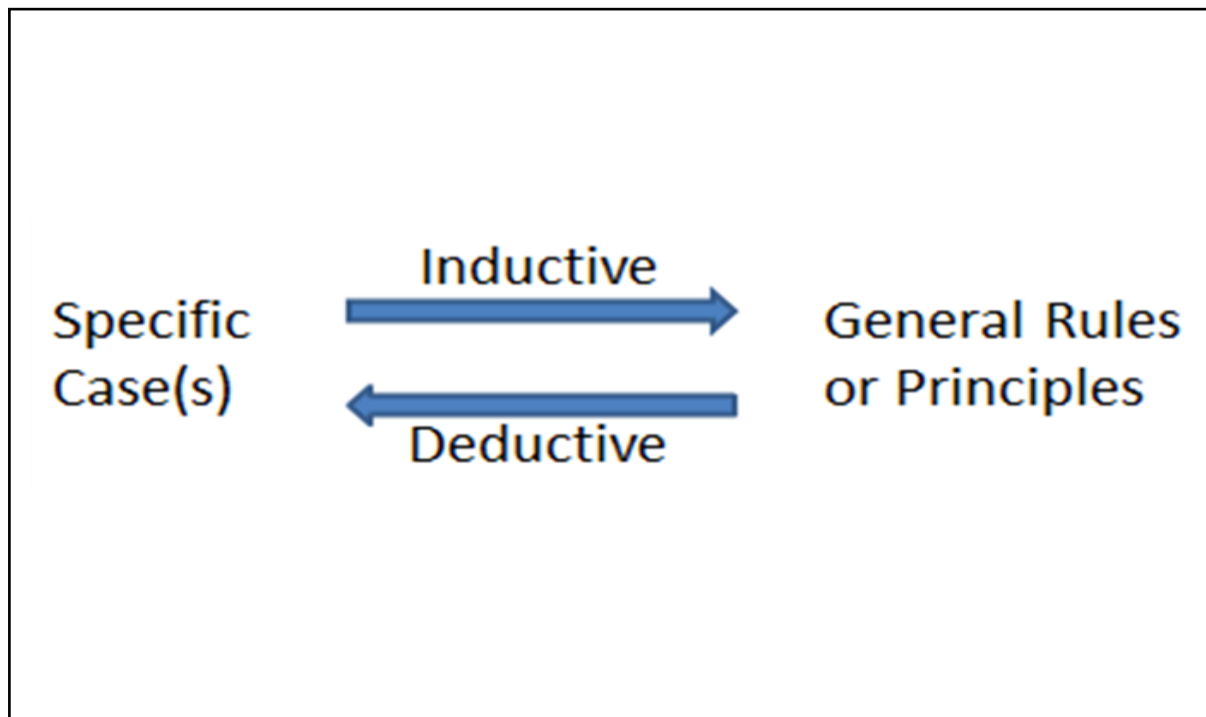 Inductive
Specific
Case(s)
General Rules
or Principles
Deductive